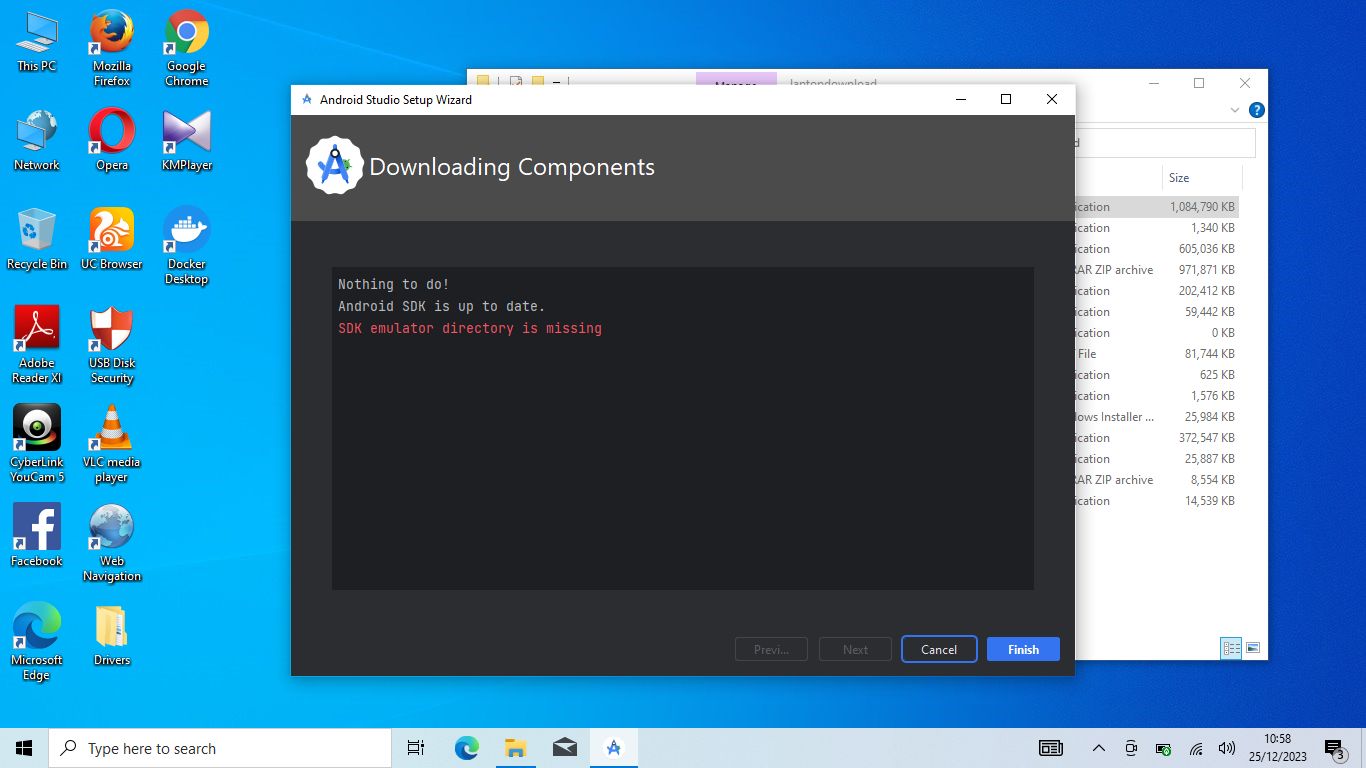 This PC
Mozilla
Firefox
Google
Chrome
Network
Opera
KMPlayer
Recycle Bin
UC Browser
Docker
Desktop
Adobe
Reader XI
USB Disk
Security
CyberLink
YouCam 5
VLC media
player
Facebook
Web
Navigation
Microsoft
Edge
Drivers
Manage
laptopdownload
?
d
Size
ication
1,084,790 KB
ication
1,340 KB
ication
605,036 KB
RAR ZIP archive
971,871 KB
ication
202,412 KB
ication
59,442 KB
ication
0 KB
File
81,744 KB
ication
625 KB
ication
1,576 KB
dows Installer ...
25,984 KB
ication
372,547 KB
ication
25,887 KB
RAR ZIP archive
8,554 KB
ication
14,539 KB
Android Studio Setup Wizard
Downloading Components
Nothing to do!
Android SDK is up to date.
SDK emulator directory is missing
Previ...
Next
Cancel
Finish
Type here to search
10:58
25/12/2023
3